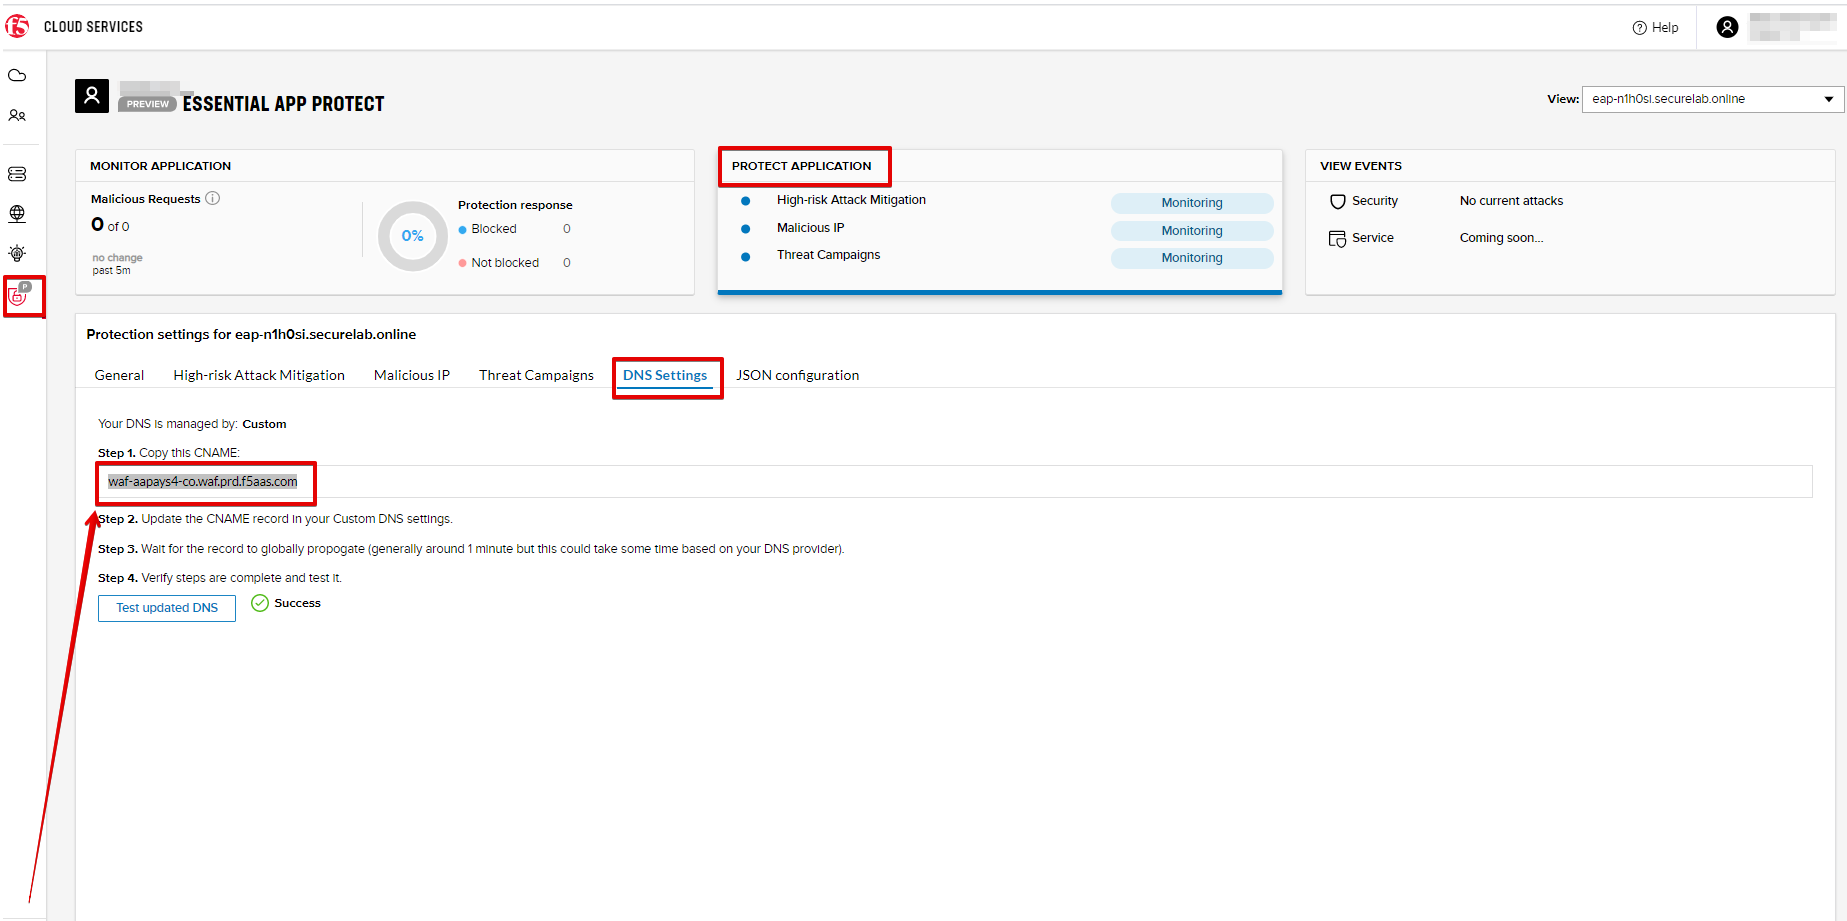 f5 CLOUD SERVICES
Help
PREVIEW ESSENTIAL APP PROTECT
View: eap-n1h0si.securelab.online
MONITOR APPLICATION
Malicious Requests
0 of 0
no change
past 5m
0%
Protection response
Blocked 0
Not blocked 0
PROTECT APPLICATION
High-risk Attack Mitigation Monitoring
Malicious IP Monitoring
Threat Campaigns Monitoring
VIEW EVENTS
Security No current attacks
Service Coming soon...
P
Protection settings for eap-n1h0si.securelab.online
General High-risk Attack Mitigation Malicious IP Threat Campaigns DNS Settings JSON configuration
Your DNS is managed by: Custom
Step 1. Copy this CNAME:
waf-aapays4-co.waf.prd.f5aas.com
Step 2. Update the CNAME record in your Custom DNS settings.
Step 3. Wait for the record to globally propogate (generally around 1 minute but this could take some time based on your DNS provider).
Step 4. Verify steps are complete and test it.
Test updated DNS Success